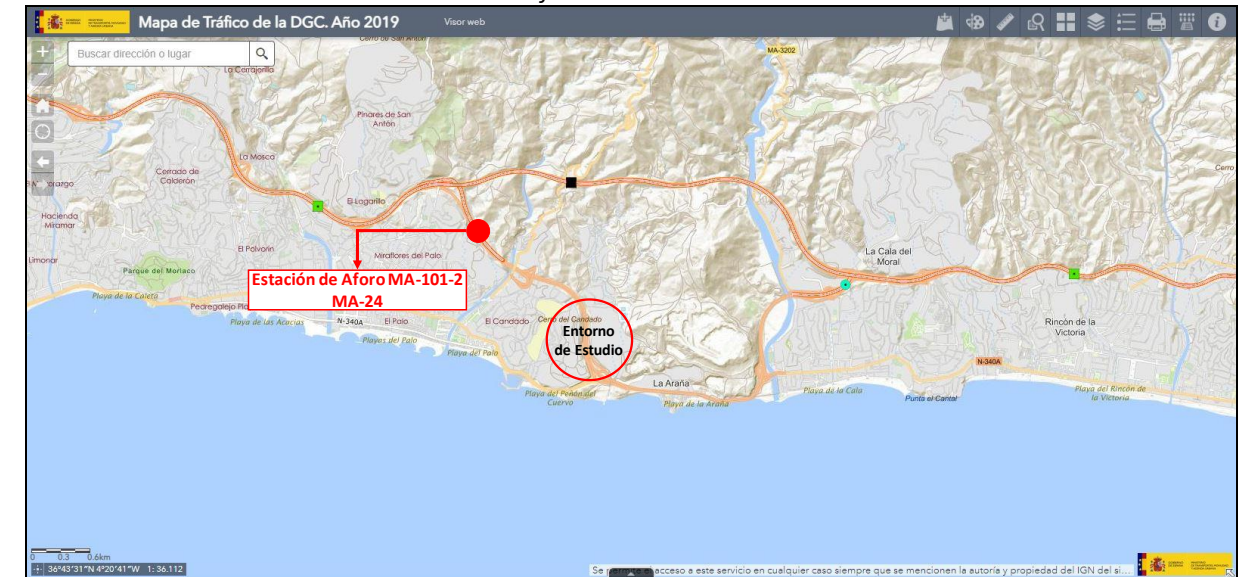 Mapa de Tráfico de la DGC. Año 2019
Visor web
Buscar dirección o lugar
Cerro de San Antón
La Carrajerilla
MA-3202
Pinares de San
Antón
La Mosca
Cerrado de
Calderón
Cerro
El Lagarillo
Hacienda
Miramar
El Polvorín
Miraflores del Palo
La Cala del
Moral
Limonar
Parque del Morlaco
Estación de Aforo MA-101-2
MA-24
Playa de la Caleta
Pedregalejo
Playa de las Acacias
N-340A
El Palo
El Candado
Cerro del Candado
Entorno
de Estudio
Rincón de la
Victoria
Playas del Palo
Playa del Palo
N-340A
La Araña
Playa del Peñón del
Cuervo
Playa de la Araña
Playa de la Cala
Punta el Cantal
Playa del Rincón de
la Victoria
0 0.3 0.6km
36°43'31"N 4°20'41"W 1: 36.112
Se permite el acceso a este servicio en cualquier caso siempre que se mencionen la autoría y propiedad del IGN del si...